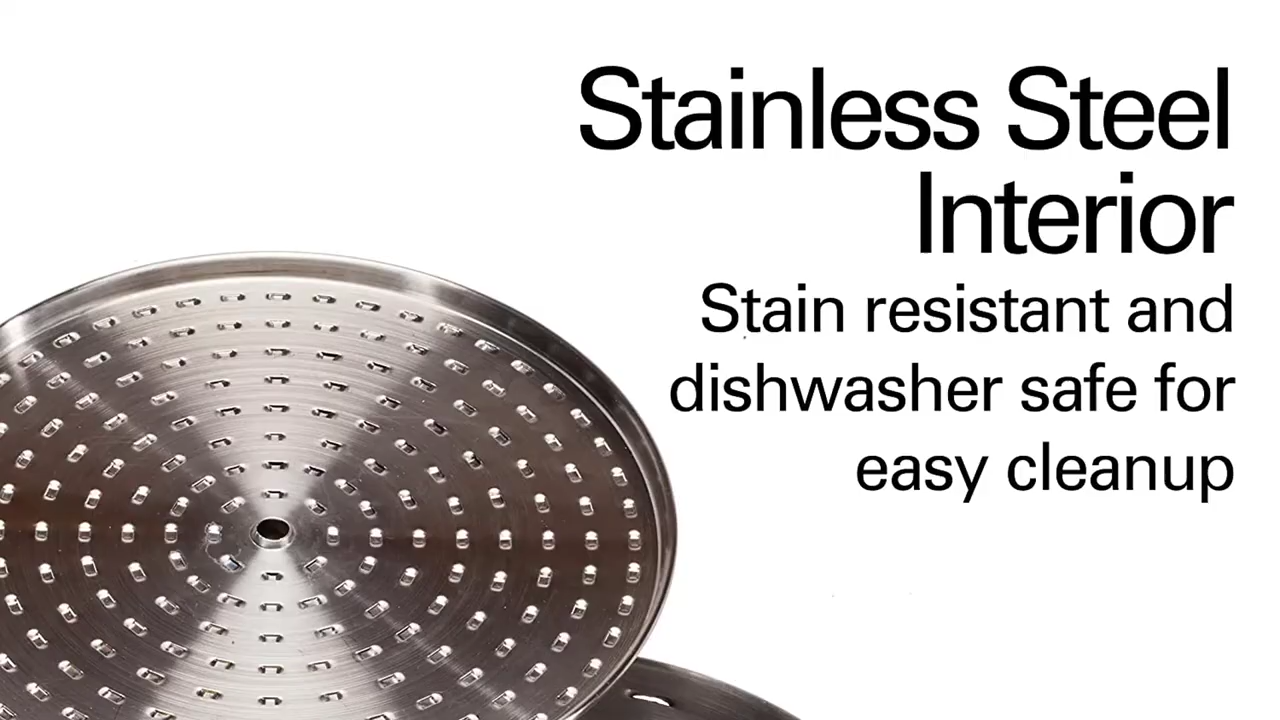 Stainless Steel
Interior
Stain resistant and
dishwasher safe for
easy cleanup